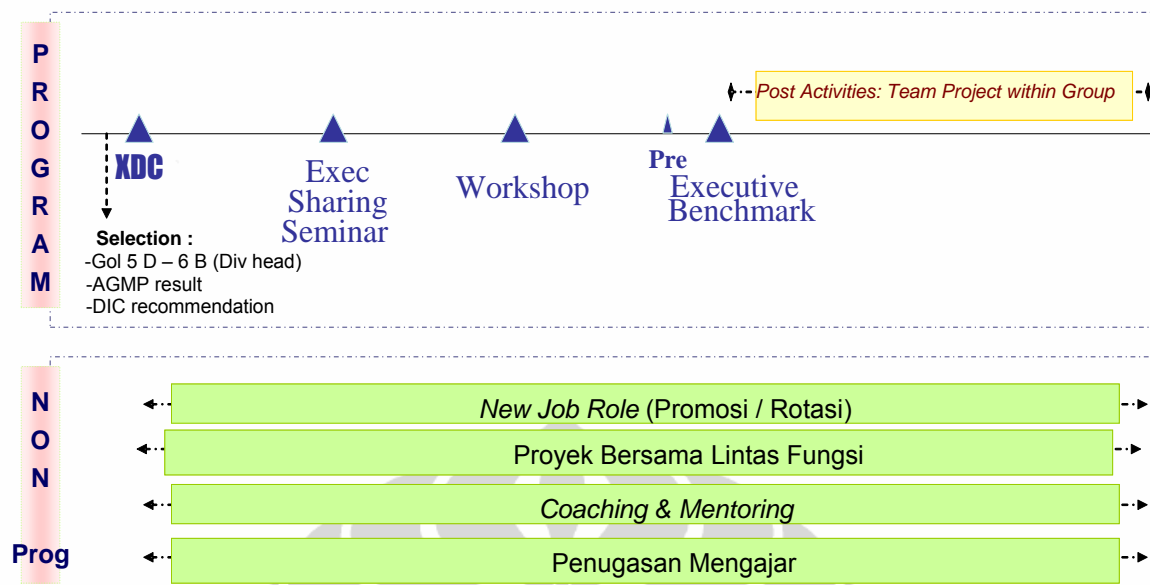 PROGRAM
Post Activities: Team Project within Group
XDC
Exec
Sharing
Seminar
Workshop
Pre
Executive
Benchmark
Selection :
-Gol 5 D – 6 B (Div head)
-AGMP result
-DIC recommendation
NON
Prog
New Job Role (Promosi / Rotasi)
Proyek Bersama Lintas Fungsi
Coaching & Mentoring
Penugasan Mengajar